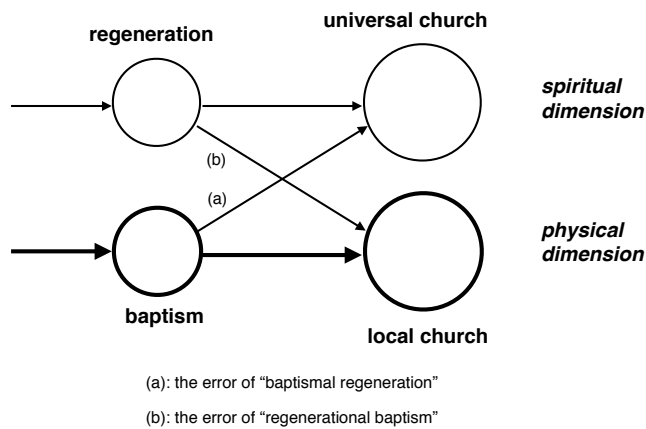 regeneration
universal church
spiritual
dimension
(b)
(a)
physical
dimension
baptism
local church
(a): the error of “baptismal regeneration”
(b): the error of “regenerational baptism”